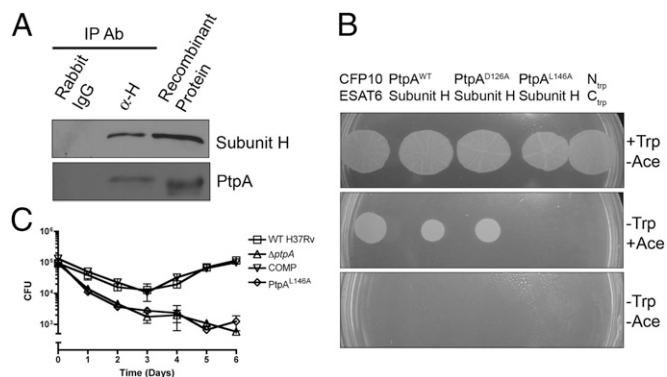 A
IP Ab
Rabbit IgG
α-H
Recombinant Protein
Subunit H
PtpA
B
CFP10 PtpA^WT PtpA^D126A PtpA^L146A N_trp
ESAT6 Subunit H Subunit H Subunit H C_trp
+Trp
-Ace
-Trp
+Ace
-Trp
-Ace
C
WT H37Rv
ΔptpA
COMP
PtpA^L146A
CFU
10^6
10^5
10^4
10^3
0 1 2 3 4 5 6
Time (Days)